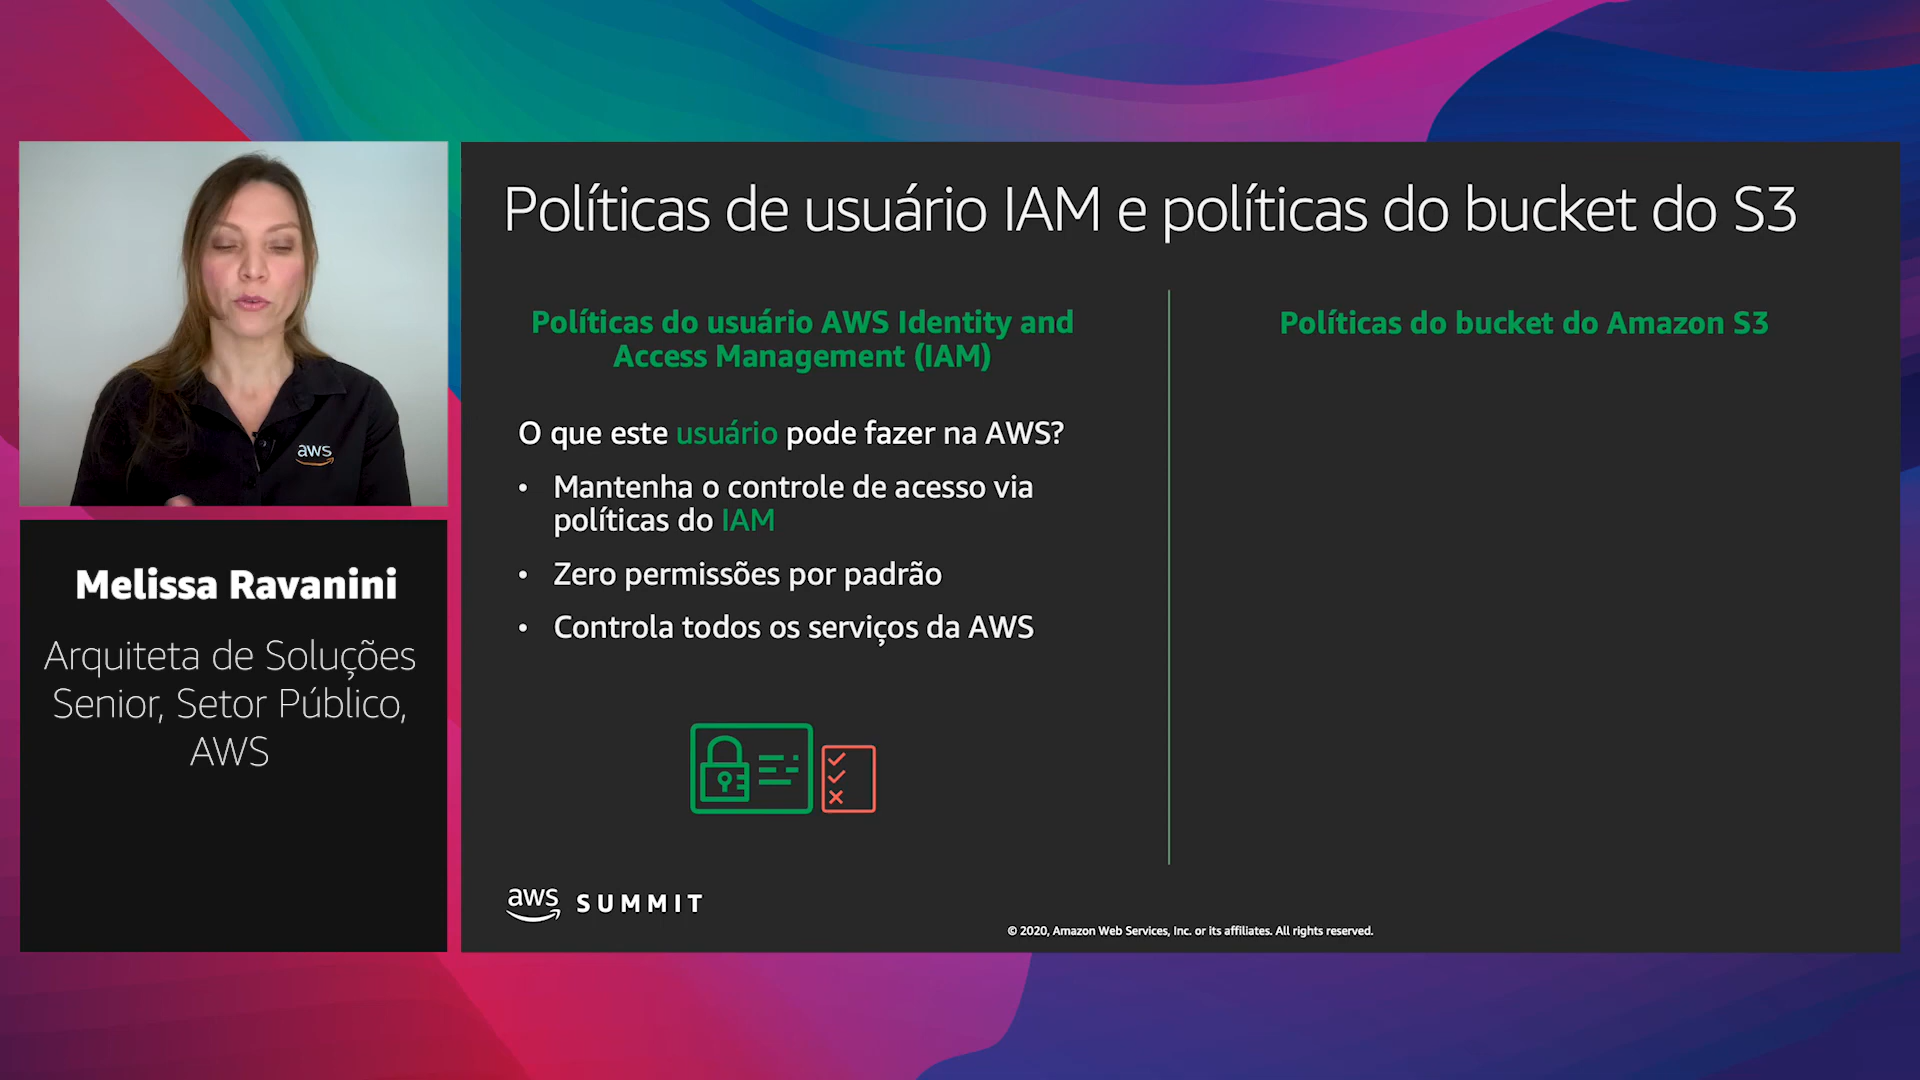 Políticas de usuário IAM e políticas do bucket do S3
Políticas do usuário AWS Identity and
Access Management (IAM)
O que este usuário pode fazer na AWS?
• Mantenha o controle de acesso via
políticas do IAM
• Zero permissões por padrão
• Controla todos os serviços da AWS
Políticas do bucket do Amazon S3
aws
Melissa Ravanini
Arquiteta de Soluções
Senior, Setor Público,
AWS
aws SUMMIT
© 2020, Amazon Web Services, Inc. or its affiliates. All rights reserved.